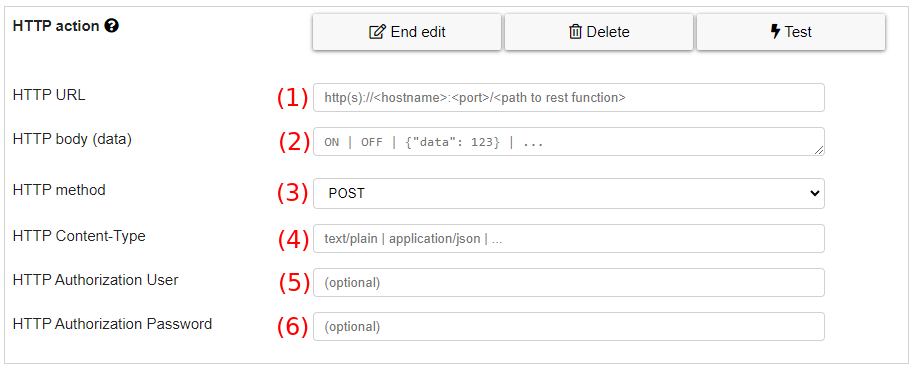 HTTP action
End edit
Delete
Test
HTTP URL (1) http(s)://<hostname>:<port>/<path to rest function>
HTTP body (data) (2) ON | OFF | {"data": 123} | ...
HTTP method (3) POST
HTTP Content-Type (4) text/plain | application/json | ...
HTTP Authorization User (5) (optional)
HTTP Authorization Password (6) (optional)